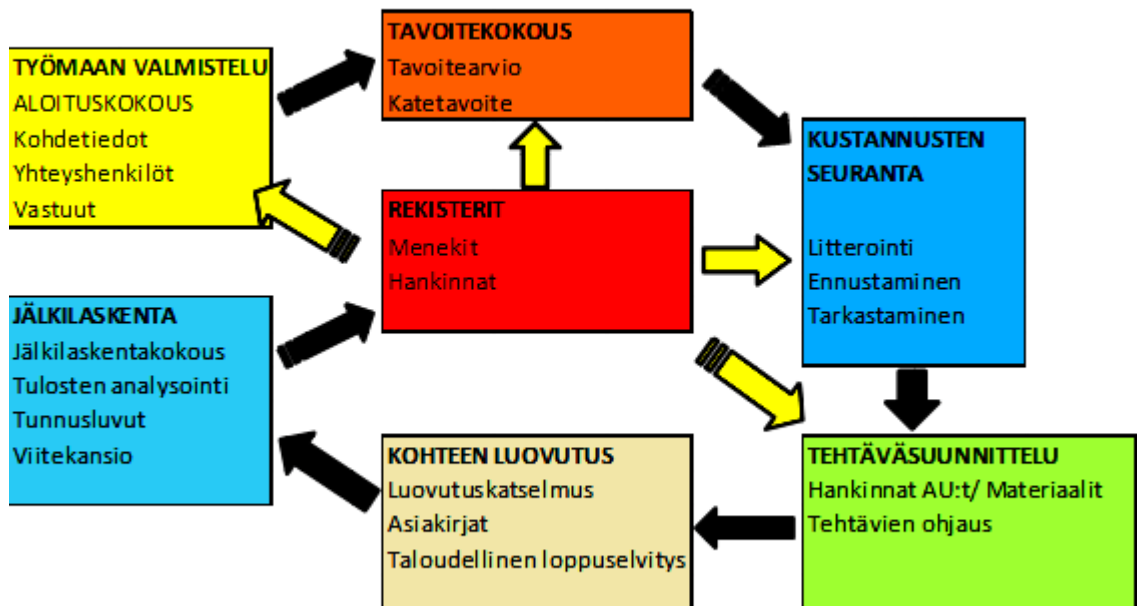 TYÖMAAN VALMISTELU
ALOITUSKOKOUS
Kohdetiedot
Yhteyshenkilöt
Vastuut
TAVOITEKOKOUS
Tavoitearvio
Katetavoite
KUSTANNUSTEN
SEURANTA
Litterointi
Ennustaminen
Tarkastaminen
REKISTERIT
Menekit
Hankinnat
JÄLKILASKENTA
Jälkilaskentakokous
Tulosten analysointi
Tunnusluvut
Viitekansio
KOHTEEN LUOVUTUS
Luovutuskatselmus
Asiakirjat
Taloudellinen loppuselvitys
TEHTÄVÄSUUNNITTELU
Hankinnat AU:t/ Materiaalit
Tehtävien ohjaus